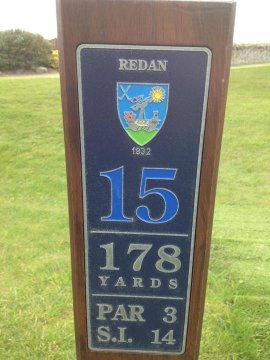 REDAN
1832
15
178
YARDS
PAR 3
S.I. 14